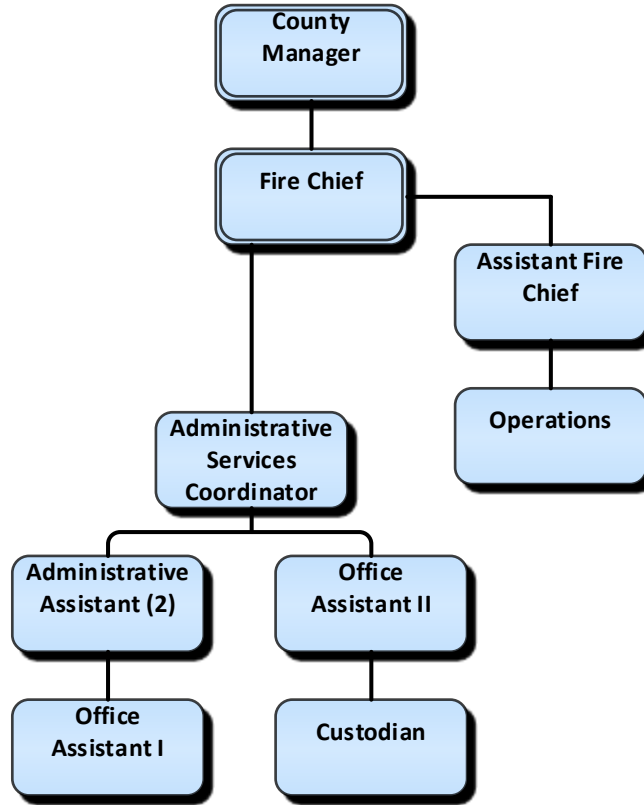 County
Manager
Fire Chief
Assistant Fire
Chief
Operations
Administrative
Services
Coordinator
Administrative
Assistant (2)
Office
Assistant II
Office
Assistant I
Custodian